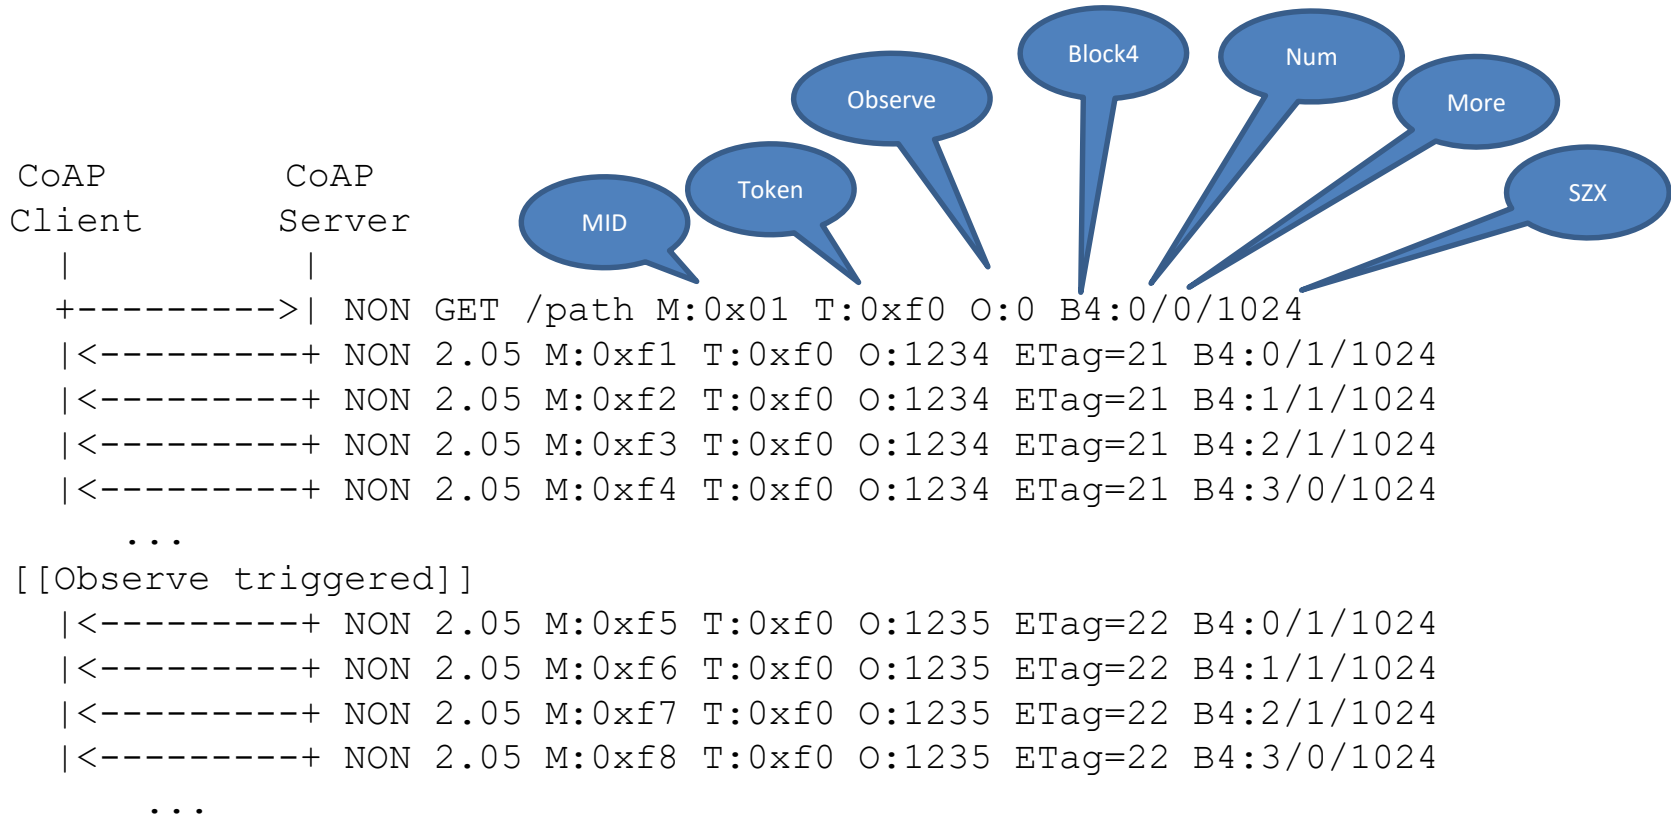 Block4
Num
Observe
More
CoAP CoAP
Token
SZX
Client Server
MID
| |
+--------->| NON GET /path M:0x01 T:0xf0 O:0 B4:0/0/1024
|<---------+ NON 2.05 M:0xf1 T:0xf0 O:1234 ETag=21 B4:0/1/1024
|<---------+ NON 2.05 M:0xf2 T:0xf0 O:1234 ETag=21 B4:1/1/1024
|<---------+ NON 2.05 M:0xf3 T:0xf0 O:1234 ETag=21 B4:2/1/1024
|<---------+ NON 2.05 M:0xf4 T:0xf0 O:1234 ETag=21 B4:3/0/1024
...
[[Observe triggered]]
|<---------+ NON 2.05 M:0xf5 T:0xf0 O:1235 ETag=22 B4:0/1/1024
|<---------+ NON 2.05 M:0xf6 T:0xf0 O:1235 ETag=22 B4:1/1/1024
|<---------+ NON 2.05 M:0xf7 T:0xf0 O:1235 ETag=22 B4:2/1/1024
|<---------+ NON 2.05 M:0xf8 T:0xf0 O:1235 ETag=22 B4:3/0/1024
...